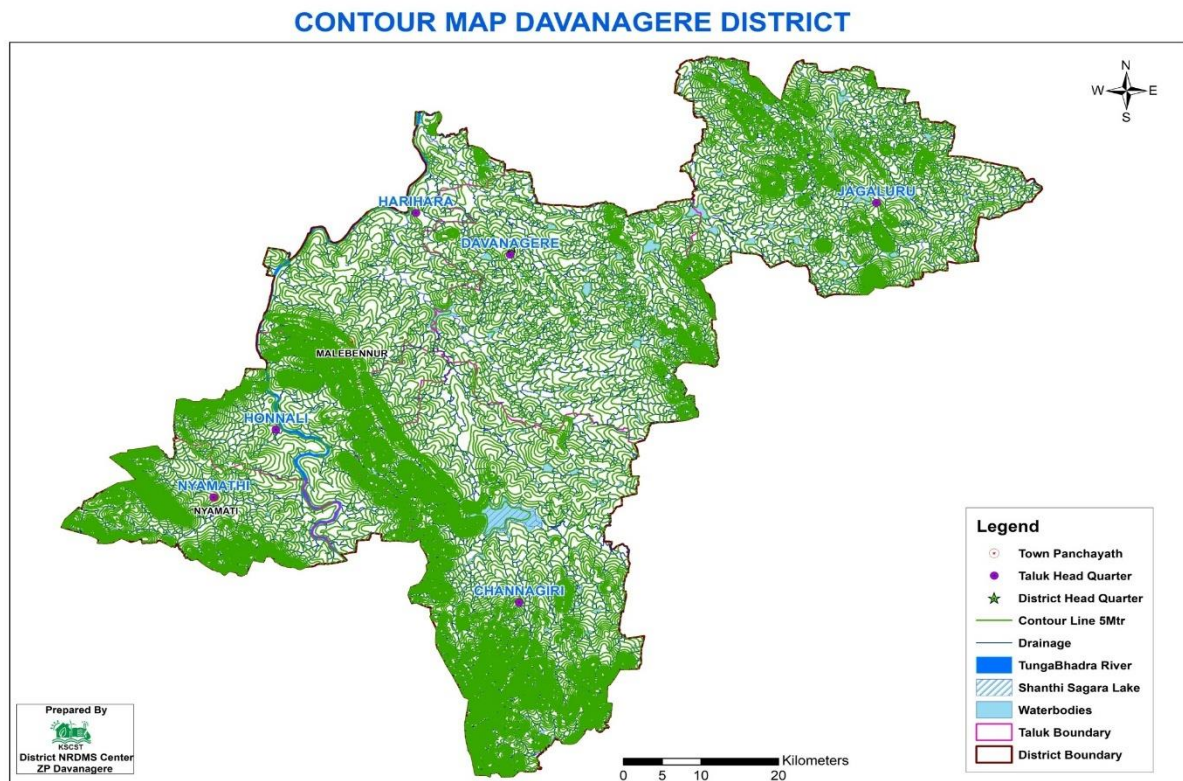 CONTOUR MAP DAVANAGERE DISTRICT
N
W E
S
JAGALURU
HARIHARA
DAVANAGERE
MALEBENNUR
HONNALI
NYAMATHI
NYAMATI
CHANNAGIRI
Legend
Town Panchayath
Taluk Head Quarter
District Head Quarter
Contour Line 5Mtr
Drainage
TungaBhadra River
Shanthi Sagara Lake
Waterbodies
Taluk Boundary
District Boundary
Prepared By
KSCST
District NRDMS Center
ZP Davanagere
Kilometers
0 5 10 20